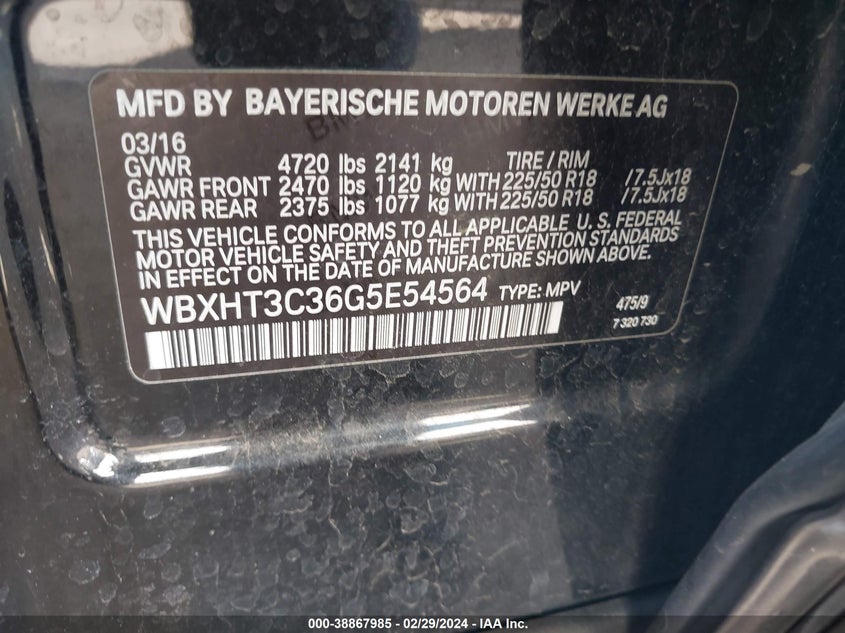 MFD BY BAYERISCHE MOTOREN WERKE AG
03/16
GVWR 4720 lbs 2141 kg TIRE / RIM
GAWR FRONT 2470 lbs 1120 kg WITH 225/50 R18 /7.5Jx18
GAWR REAR 2375 lbs 1077 kg WITH 225/50 R18 /7.5Jx18
THIS VEHICLE CONFORMS TO ALL APPLICABLE U.S. FEDERAL
MOTOR VEHICLE SAFETY AND THEFT PREVENTION STANDARDS
IN EFFECT ON THE DATE OF MANUFACTURE SHOWN ABOVE.
WBXHT3C36G5E54564 TYPE: MPV
475/9
7 320 730
000-38867985 - 02/29/2024 - IAA Inc.